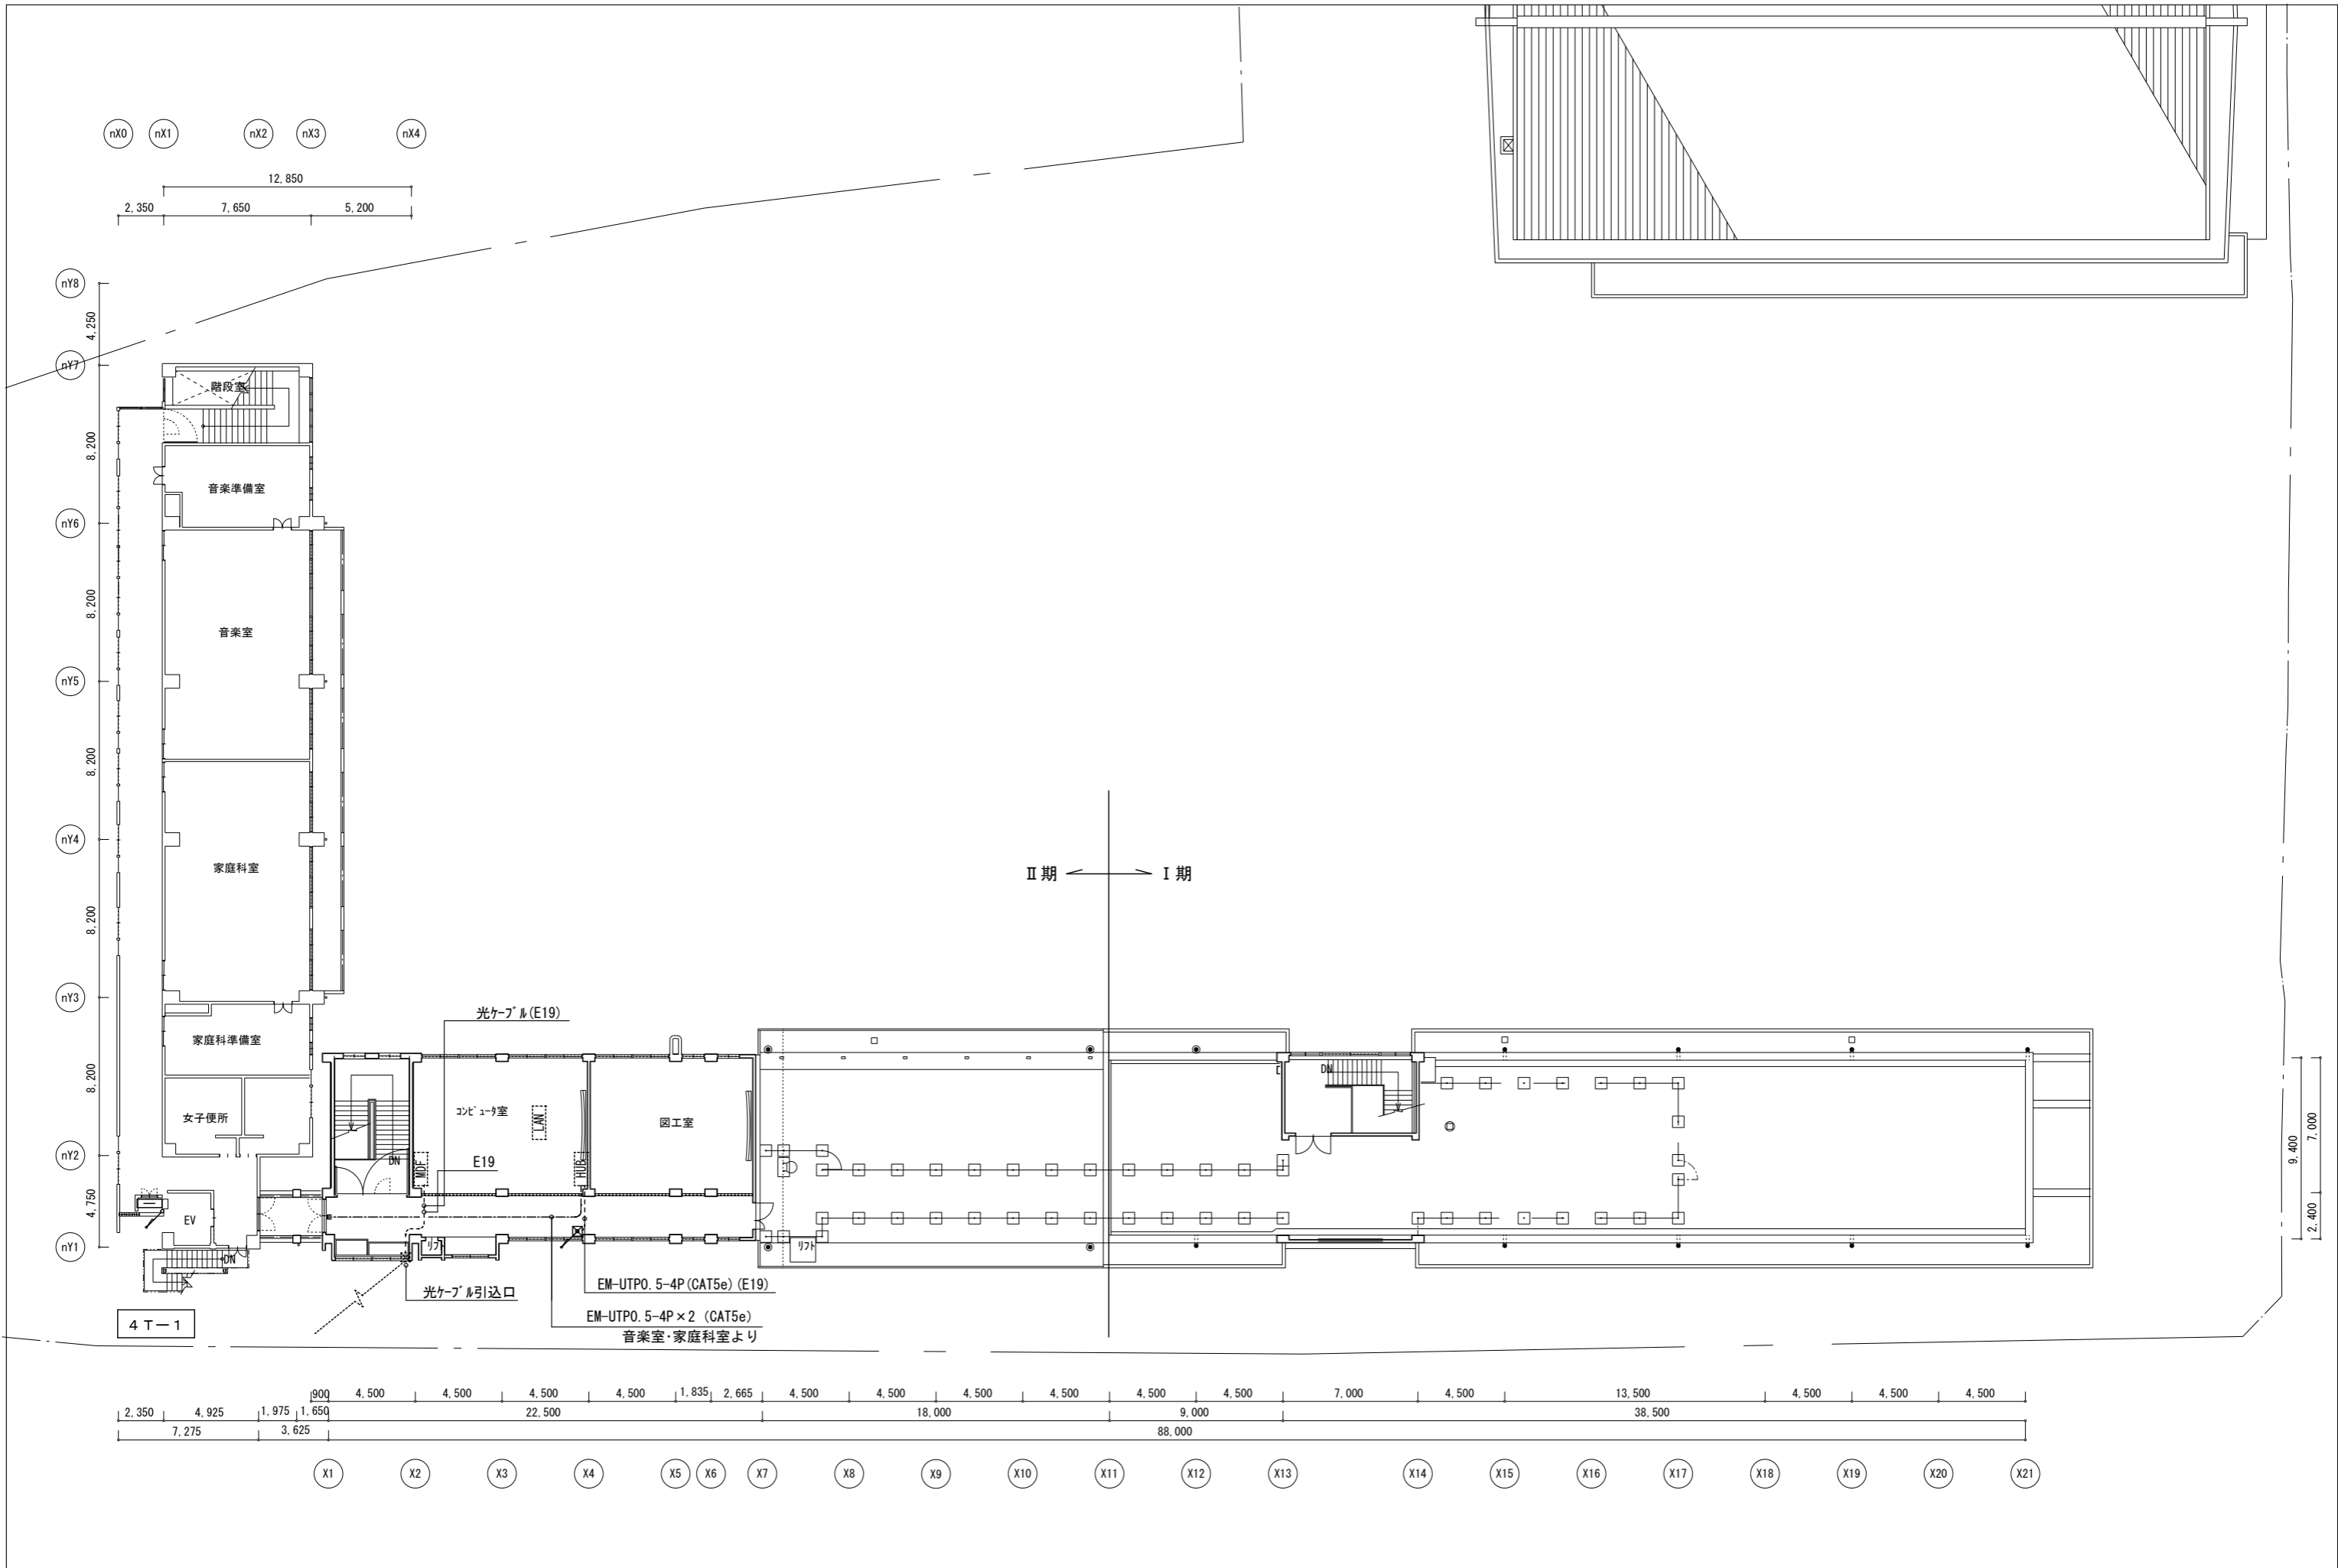 nX0 nX1 nX2 nX3 nX4
12,850
2,350 7,650 5,200
nY8
4,250
nY7
階段室
8,200
音楽準備室
nY6
8,200
音楽室
nY5
8,200
nY4
家庭科室
Ⅱ期 Ⅰ期
8,200
nY3
光ケーブル(E19)
家庭科準備室
8,200
DN
女子便所
コンピュータ室
LAN
図工室
7,000
9,400
nY2
DN
MDF
E19
HUB
4,750
EV
2,400
nY1
DN
リフト
リフト
光ケーブル引込口
EM-UTP0.5-4P(CAT5e)(E19)
4T-1
EM-UTP0.5-4P×2 (CAT5e)
音楽室・家庭科室より
900 4,500 4,500 4,500 4,500 1,835 2,665 4,500 4,500 4,500 4,500 4,500 4,500 7,000 4,500 13,500 4,500 4,500 4,500
2,350 4,925 1,975 1,650 22,500 18,000 9,000 38,500
7,275 3,625 88,000
X1 X2 X3 X4 X5 X6 X7 X8 X9 X10 X11 X12 X13 X14 X15 X16 X17 X18 X19 X20 X21